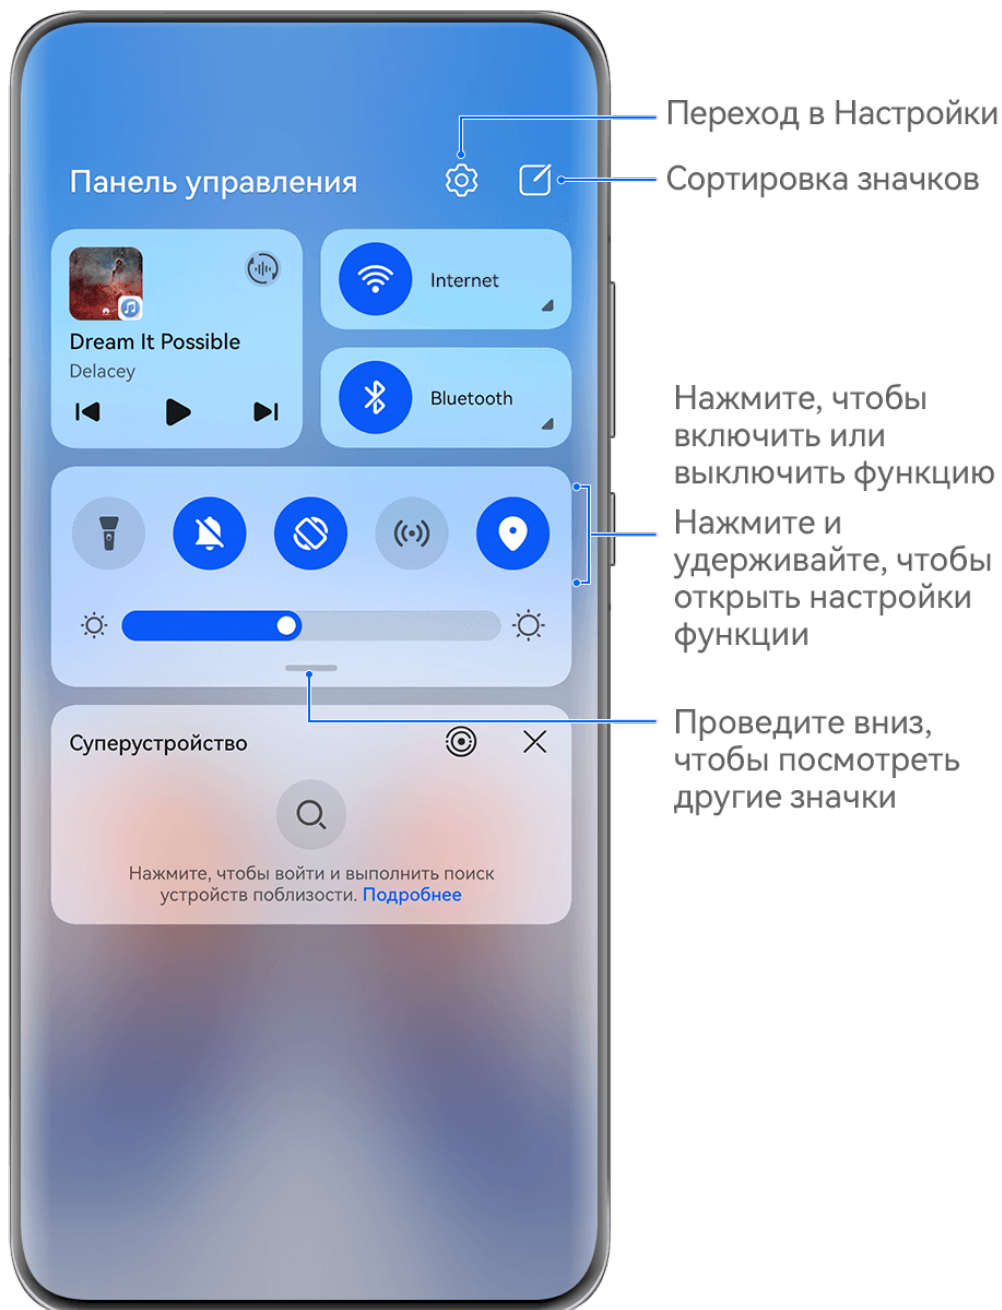 Переход в Настройки
Панель управления
Сортировка значков
Internet
Dream It Possible
Delacey
Bluetooth
Нажмите, чтобы
включить или
выключить функцию
Нажмите и
удерживайте, чтобы
открыть настройки
функции
Проведите вниз,
чтобы посмотреть
другие значки
Суперустройство
Нажмите, чтобы войти и выполнить поиск
устройств поблизости. Подробнее